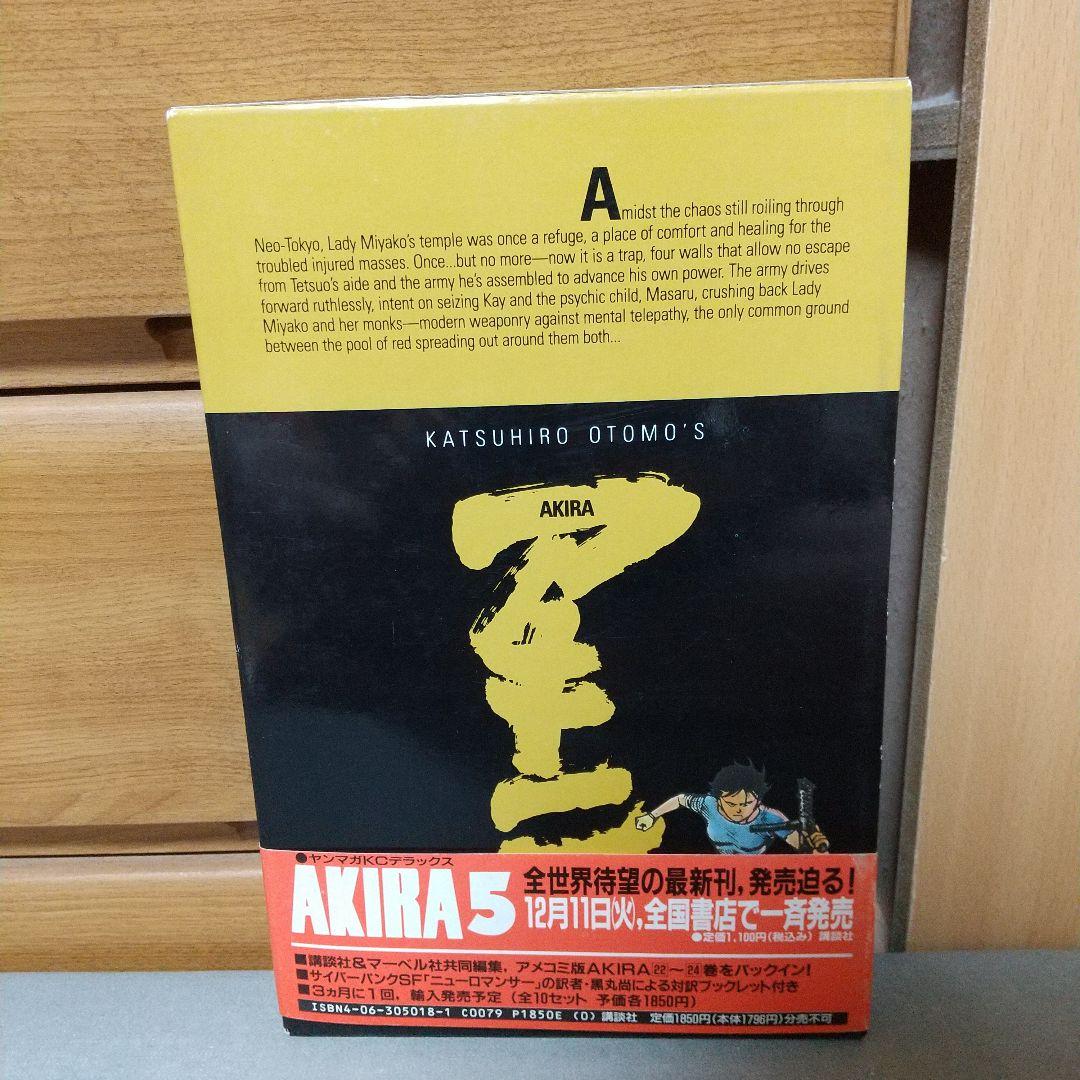 Amidst the chaos still roiling through
Neo-Tokyo, Lady Miyako's temple was once a refuge, a place of comfort and healing for the
troubled injured masses. Once...but no more—now it is a trap, four walls that allow no escape
from Tetsuo's aide and the army he's assembled to advance his own power. The army drives
forward ruthlessly, intent on seizing Kay and the psychic child, Masaru, crushing back Lady
Miyako and her monks—modern weaponry against mental telepathy, the only common ground
between the pool of red spreading out around them both...
KATSUHIRO OTOMO'S
AKIRA
アキラ
●ヤンマガKCデラックス
AKIRA 5
全世界待望の最新刊,発売迫る!
12月11日(火),全国書店で一斉発売
●定価1,100円(税込み) 講談社
■講談社&マーベル社共同編集,アメコミ版AKIRA22~24巻をパックイン!
■サイバーパンクSF「ニューロマンサー」の訳者・黒丸尚による対訳ブックレット付き
■3ヵ月に1回,輸入発売予定(全10セット 予価各1850円)
ISBN4-06-305018-1 C0079 P1850E (0) 講談社 定価1850円(本体1796円)分売不可